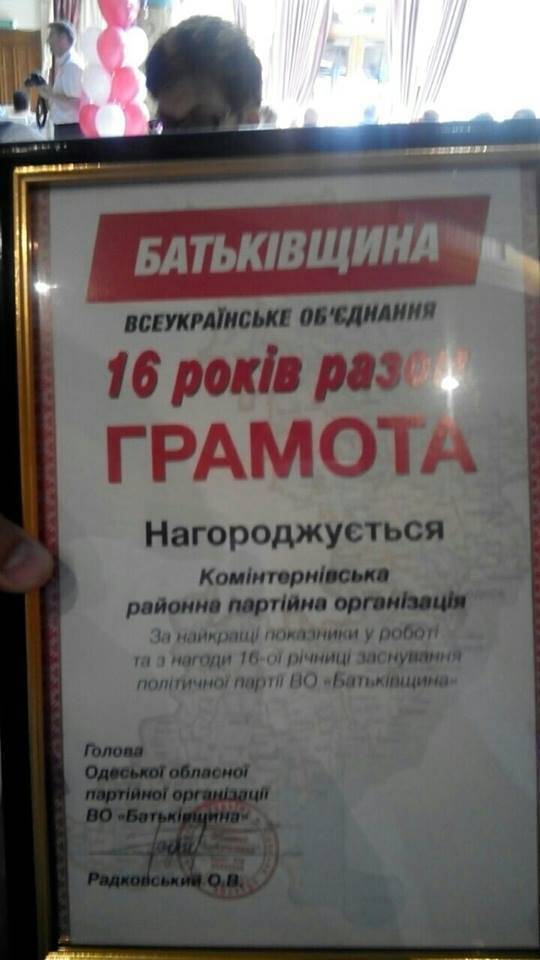 БАТЬКІВЩИНА
ВСЕУКРАЇНСЬКЕ ОБ'ЄДНАННЯ
16 років разом
ГРАМОТА
Нагороджується
Комінтернівська
районна партійна організація
За найкращі показники у роботі
та з нагоди 16-ої річниці заснування
політичної партії ВО «Батьківщина»
Голова
Одеської обласної
партійної організації
ВО «Батьківщина»
Радковський О.В.